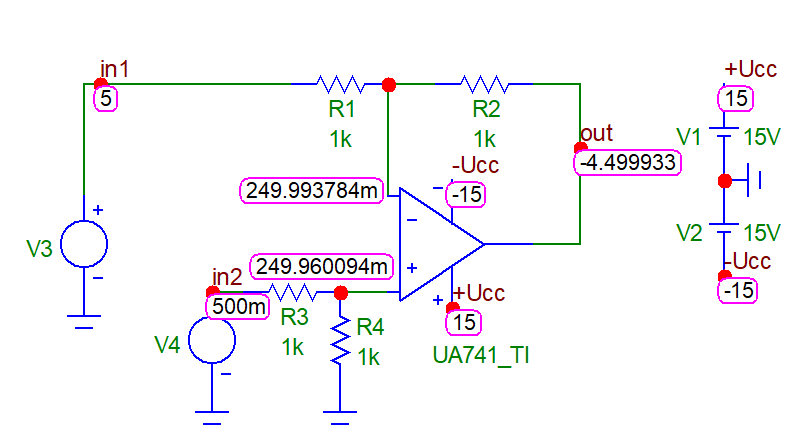 in1
5
R1
1k
R2
1k
out
-4.499933
+Ucc
15
V1
15V
-Ucc
-15
249.993784m
V3
+
−
−
−
+
+
249.960094m
in2
500m
R3
1k
R4
1k
V4
−
+Ucc
15
UA741_TI
V2
15V
-Ucc
-15